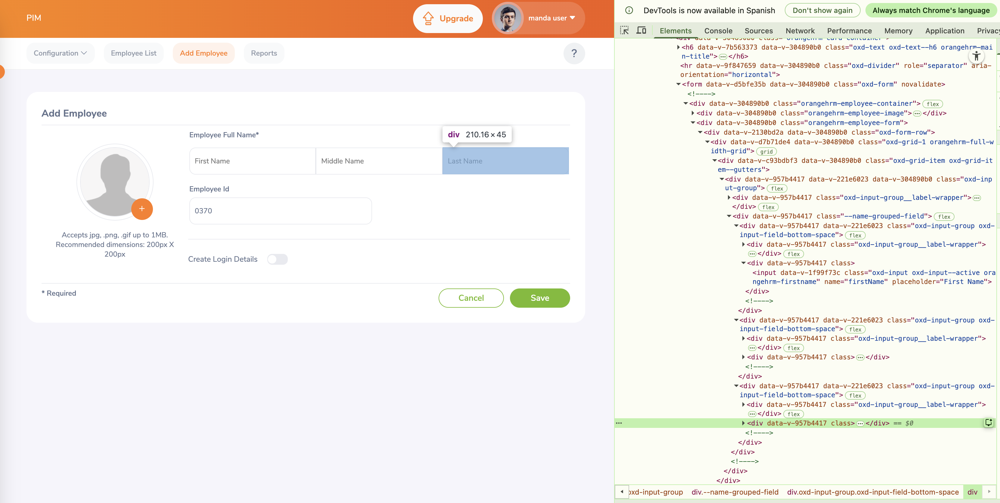 PIM
Upgrade
manda user
Configuration
Employee List
Add Employee
Reports
?
Add Employee
Employee Full Name*
div 210.16 × 45
First Name
Middle Name
Last Name
Employee Id
0370
+
Accepts jpg, .png, .gif up to 1MB.
Recommended dimensions: 200px X
200px
Create Login Details
* Required
Cancel
Save
DevTools is now available in Spanish
Don't show again
Always match Chrome's language
Elements Console Sources Network Performance Memory Application Privac
<div data-v-304890b0 class="orangehrm-card-container">
<h6 data-v-7b563373 data-v-304890b0 class="oxd-text oxd-text--h6 orangehrm-mai
n-title"> … </h6>
<hr data-v-9f847659 data-v-304890b0 class="oxd-divider" role="separator" aria-
orientation="horizontal">
<form data-v-d5bfe35b data-v-304890b0 class="oxd-form" novalidate>
<!---->
<div data-v-304890b0 class="orangehrm-employee-container"> flex
<div data-v-304890b0 class="orangehrm-employee-image"> … </div>
<div data-v-304890b0 class="orangehrm-employee-form">
<div data-v-2130bd2a data-v-304890b0 class="oxd-form-row">
<div data-v-d7b71de4 data-v-304890b0 class="oxd-grid-1 orangehrm-full-w
idth-grid"> grid
<div data-v-c93bdbf3 data-v-304890b0 class="oxd-grid-item oxd-grid-it
em--gutters">
<div data-v-957b4417 data-v-221e6023 data-v-304890b0 class="oxd-inp
ut-group"> flex
<div data-v-957b4417 class="oxd-input-group__label-wrapper"> …
</div> flex
<div data-v-957b4417 class="--name-grouped-field"> flex
<div data-v-957b4417 data-v-221e6023 class="oxd-input-group oxd-
input-field-bottom-space"> flex
<div data-v-957b4417 class="oxd-input-group__label-wrapper">
… </div> flex
<div data-v-957b4417 class>
<input data-v-1f99f73c class="oxd-input oxd-input--active ora
ngehrm-firstname" name="firstName" placeholder="First Name">
</div>
<!---->
</div>
<div data-v-957b4417 data-v-221e6023 class="oxd-input-group oxd-
input-field-bottom-space"> flex
<div data-v-957b4417 class="oxd-input-group__label-wrapper">
… </div> flex
<div data-v-957b4417 class> … </div>
<!---->
</div>
<div data-v-957b4417 data-v-221e6023 class="oxd-input-group oxd-
input-field-bottom-space"> flex
<div data-v-957b4417 class="oxd-input-group__label-wrapper">
… </div> flex
… <div data-v-957b4417 class> … </div> == $0
<!---->
</div>
</div>
<!---->
</div>
</div>
oxd-input-group div.--name-grouped-field div.oxd-input-group.oxd-input-field-bottom-space div